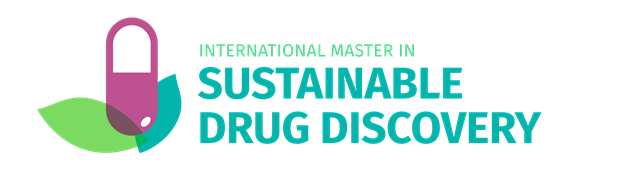 INTERNATIONAL MASTER IN
SUSTAINABLE
DRUG DISCOVERY